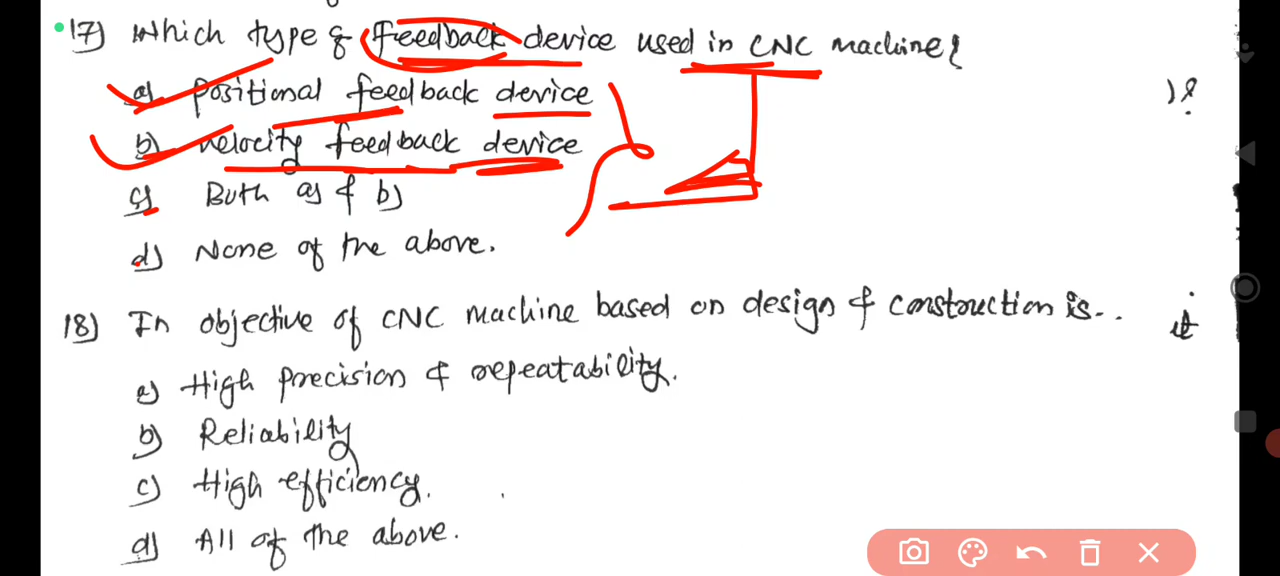 17) Which type of feedback device used in CNC machine?
a) Positional feedback device
b) Velocity feedback device
c) Both a) & b)
d) None of the above.
18) In objective of CNC machine based on design & construction is..
a) High precision & repeatability.
b) Reliability
c) High efficiency.
d) All of the above.